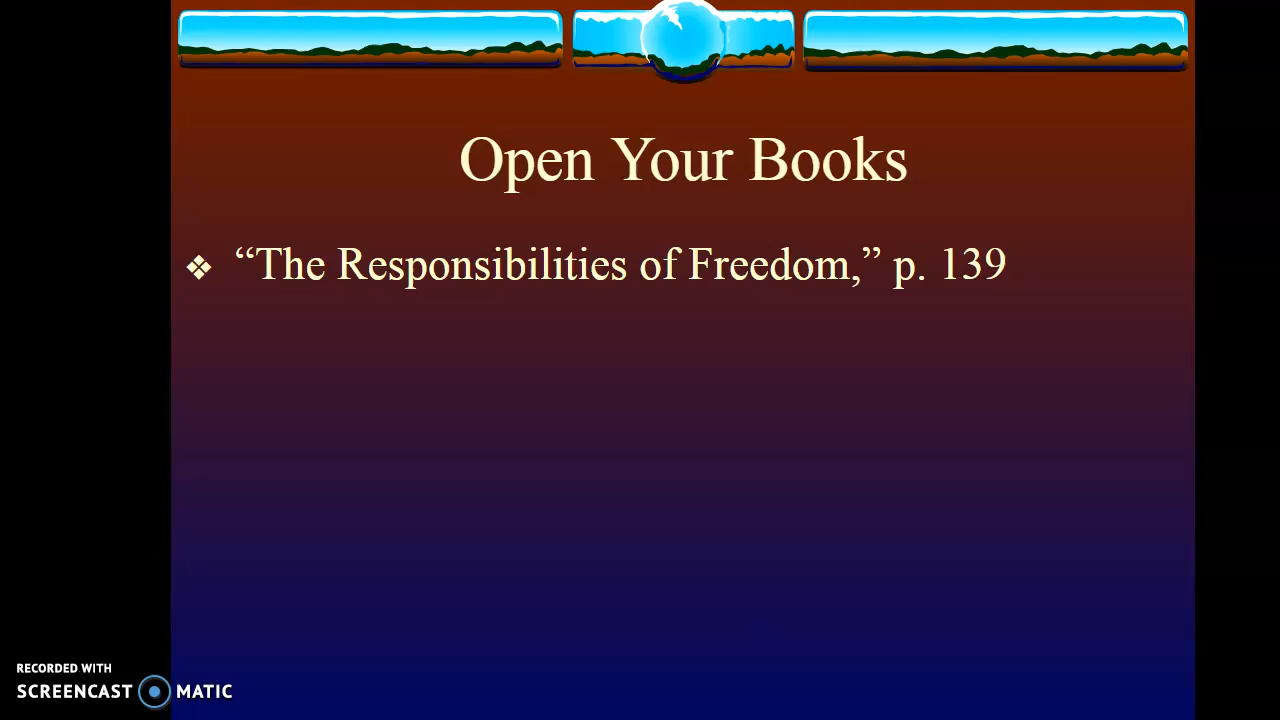 Open Your Books
“The Responsibilities of Freedom,” p. 139
RECORDED WITH
SCREENCAST MATIC